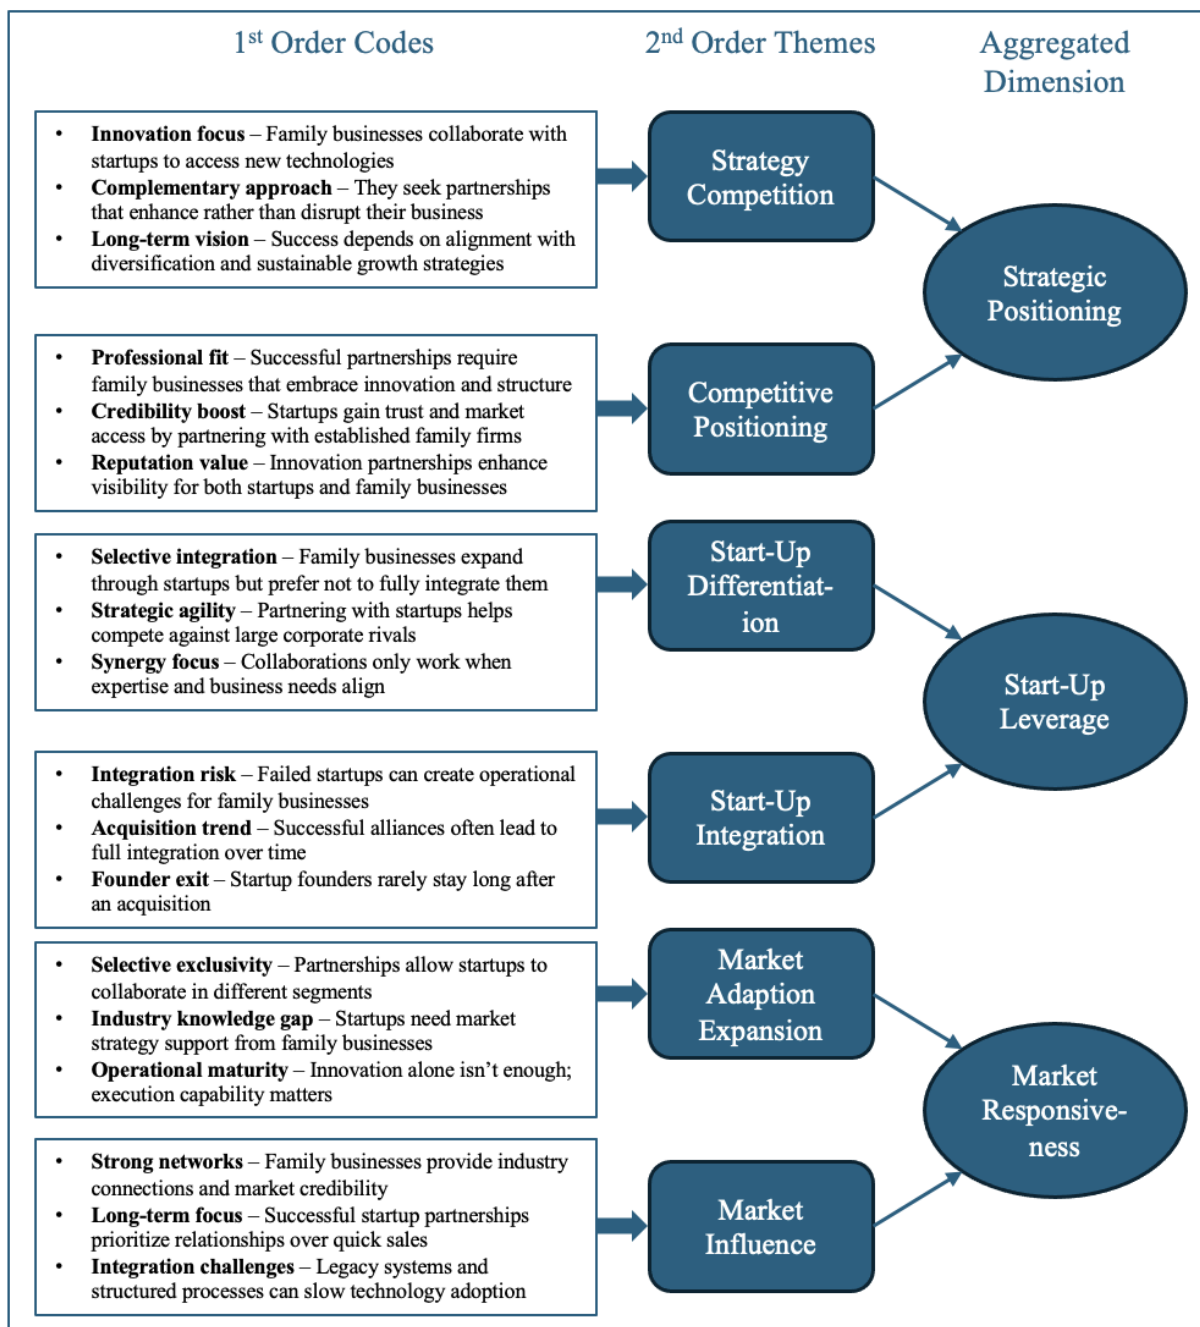 1st Order Codes
2nd Order Themes
Aggregated
Dimension
• Innovation focus – Family businesses collaborate with
startups to access new technologies
• Complementary approach – They seek partnerships
that enhance rather than disrupt their business
• Long-term vision – Success depends on alignment with
diversification and sustainable growth strategies
Strategy
Competition
Strategic
Positioning
• Professional fit – Successful partnerships require
family businesses that embrace innovation and structure
• Credibility boost – Startups gain trust and market
access by partnering with established family firms
• Reputation value – Innovation partnerships enhance
visibility for both startups and family businesses
Competitive
Positioning
• Selective integration – Family businesses expand
through startups but prefer not to fully integrate them
• Strategic agility – Partnering with startups helps
compete against large corporate rivals
• Synergy focus – Collaborations only work when
expertise and business needs align
Start-Up
Differentiat-
ion
Start-Up
Leverage
• Integration risk – Failed startups can create operational
challenges for family businesses
• Acquisition trend – Successful alliances often lead to
full integration over time
• Founder exit – Startup founders rarely stay long after
an acquisition
Start-Up
Integration
• Selective exclusivity – Partnerships allow startups to
collaborate in different segments
• Industry knowledge gap – Startups need market
strategy support from family businesses
• Operational maturity – Innovation alone isn’t enough;
execution capability matters
Market
Adaption
Expansion
Market
Responsive-
ness
• Strong networks – Family businesses provide industry
connections and market credibility
• Long-term focus – Successful startup partnerships
prioritize relationships over quick sales
• Integration challenges – Legacy systems and
structured processes can slow technology adoption
Market
Influence